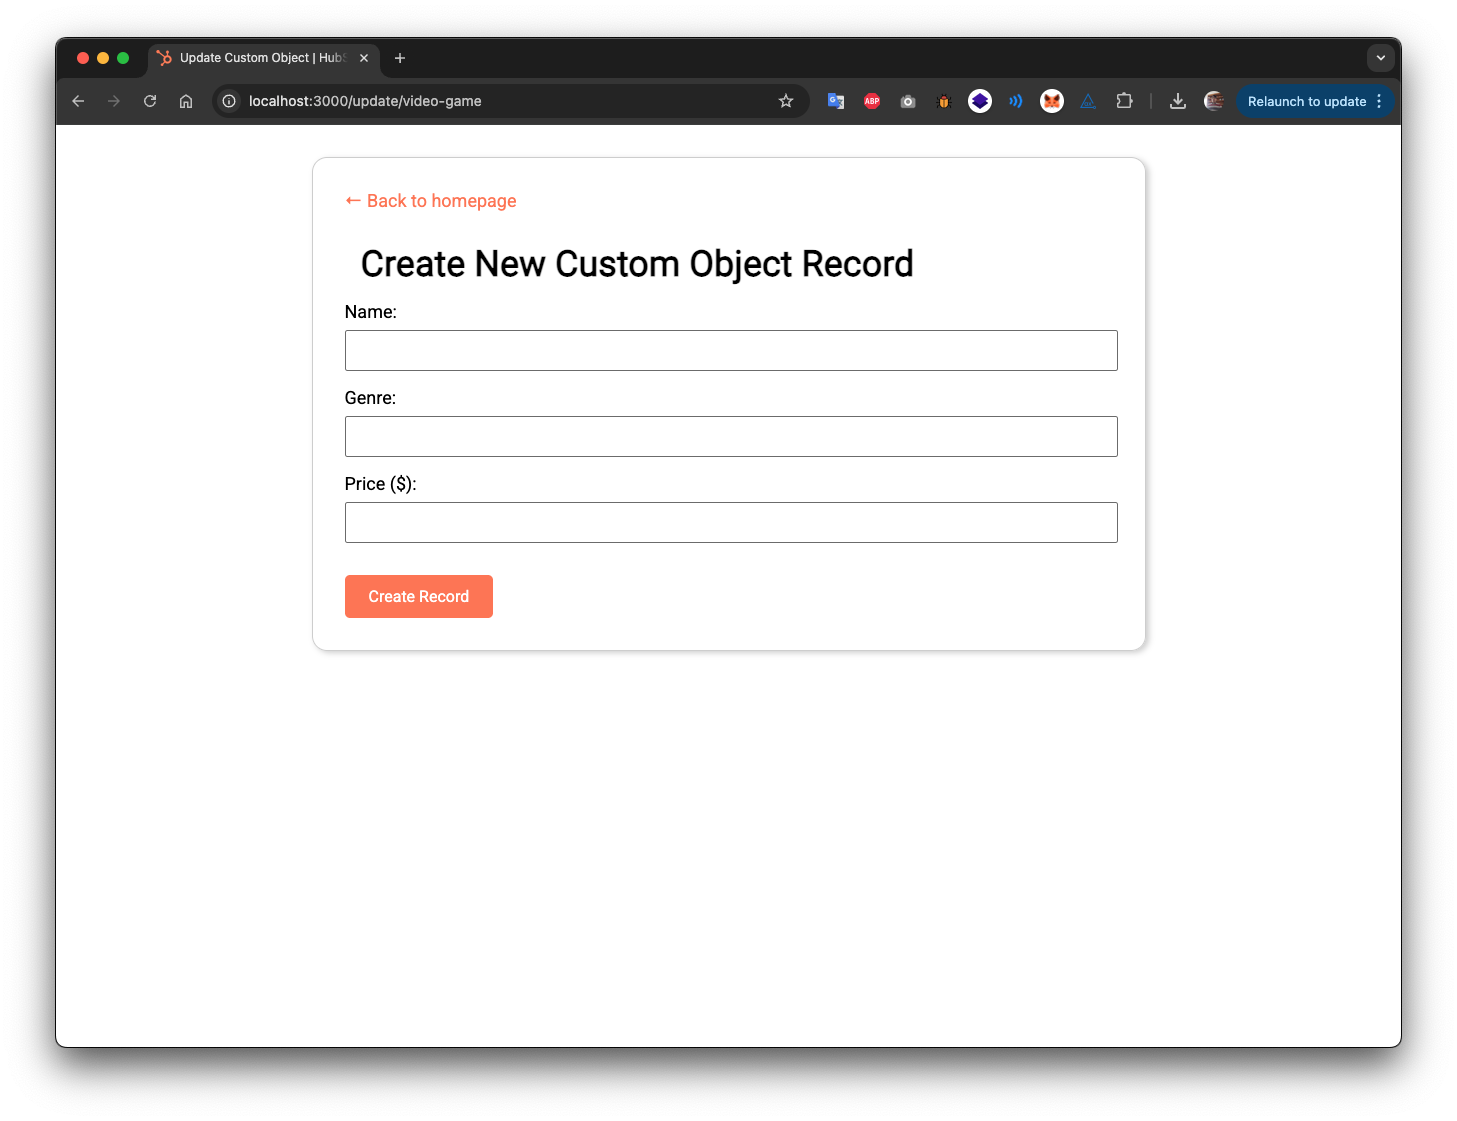 Update Custom Object | Hub
localhost:3000/update/video-game
ABP
Relaunch to update
← Back to homepage
Create New Custom Object Record
Name:
Genre:
Price ($):
Create Record